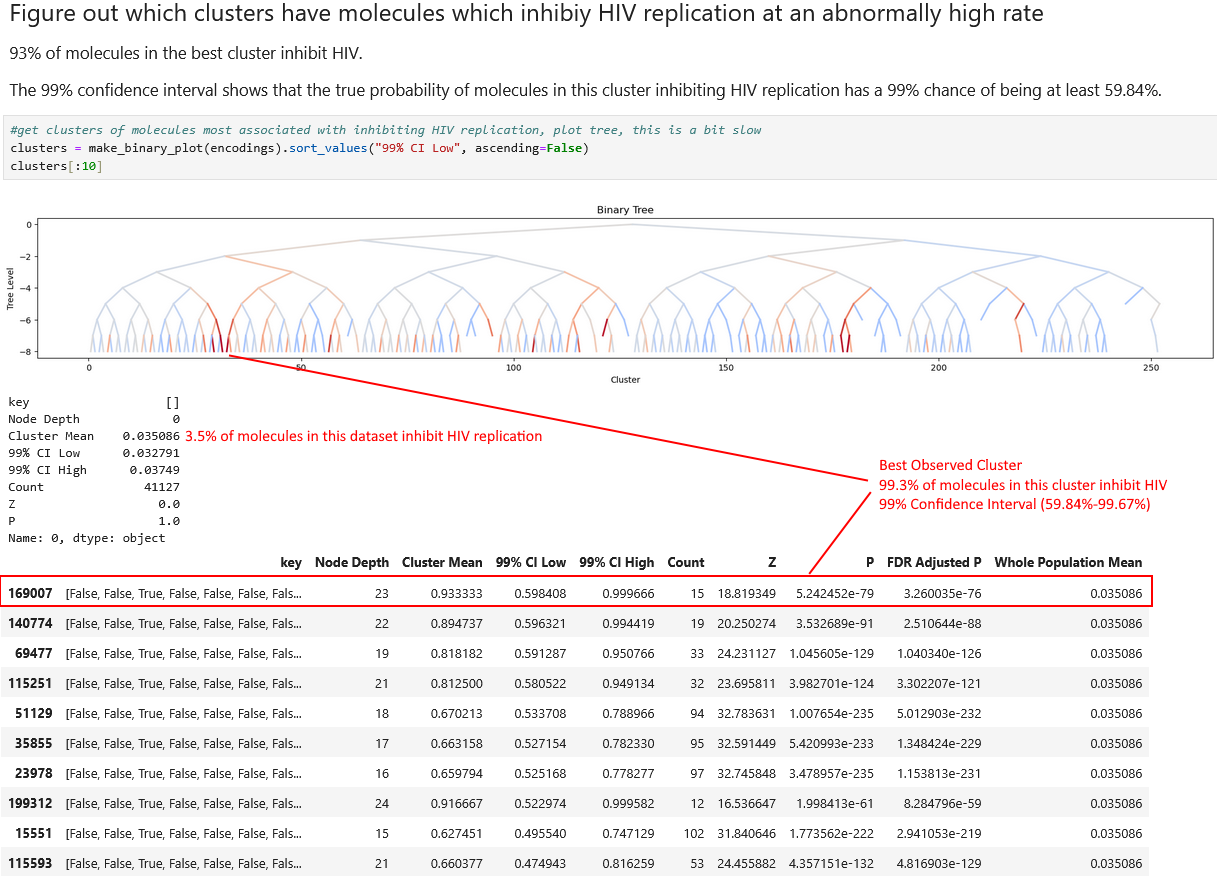 Figure out which clusters have molecules which inhibiy HIV replication at an abnormally high rate
93% of molecules in the best cluster inhibit HIV.
The 99% confidence interval shows that the true probability of molecules in this cluster inhibiting HIV replication has a 99% chance of being at least 59.84%.
#get clusters of molecules most associated with inhibiting HIV replication, plot tree, this is a bit slow
clusters = make_binary_plot(encodings).sort_values("99% CI Low", ascending=False)
clusters[:10]
Binary Tree
Tree Level
0
−2
−4
−6
−8
0 50 100 150 200 250
Cluster
key []
Node Depth 0
Cluster Mean 0.035086 3.5% of molecules in this dataset inhibit HIV replication
99% CI Low 0.032791
99% CI High 0.03749
Count 41127
Z 0.0
P 1.0
Name: 0, dtype: object
Best Observed Cluster
99.3% of molecules in this cluster inhibit HIV
99% Confidence Interval (59.84%-99.67%)
key Node Depth Cluster Mean 99% CI Low 99% CI High Count Z P FDR Adjusted P Whole Population Mean
169007 [False, False, True, False, False, False, Fals... 23 0.933333 0.598408 0.999666 15 18.819349 5.242452e-79 3.260035e-76 0.035086
140774 [False, False, True, False, False, False, Fals... 22 0.894737 0.596321 0.994419 19 20.250274 3.532689e-91 2.510644e-88 0.035086
69477 [False, False, True, False, False, False, Fals... 19 0.818182 0.591287 0.950766 33 24.231127 1.045605e-129 1.040340e-126 0.035086
115251 [False, False, True, False, False, False, Fals... 21 0.812500 0.580522 0.949134 32 23.695811 3.982701e-124 3.302207e-121 0.035086
51129 [False, False, True, False, False, False, Fals... 18 0.670213 0.533708 0.788966 94 32.783631 1.007654e-235 5.012903e-232 0.035086
35855 [False, False, True, False, False, False, Fals... 17 0.663158 0.527154 0.782330 95 32.591449 5.420993e-233 1.348424e-229 0.035086
23978 [False, False, True, False, False, False, Fals... 16 0.659794 0.525168 0.778277 97 32.745848 3.478957e-235 1.153813e-231 0.035086
199312 [False, False, True, False, False, False, Fals... 24 0.916667 0.522974 0.999582 12 16.536647 1.998413e-61 8.284796e-59 0.035086
15551 [False, False, True, False, False, False, Fals... 15 0.627451 0.495540 0.747129 102 31.840646 1.773562e-222 2.941053e-219 0.035086
115593 [False, False, True, False, False, False, Fals... 21 0.660377 0.474943 0.816259 53 24.455882 4.357151e-132 4.816903e-129 0.035086